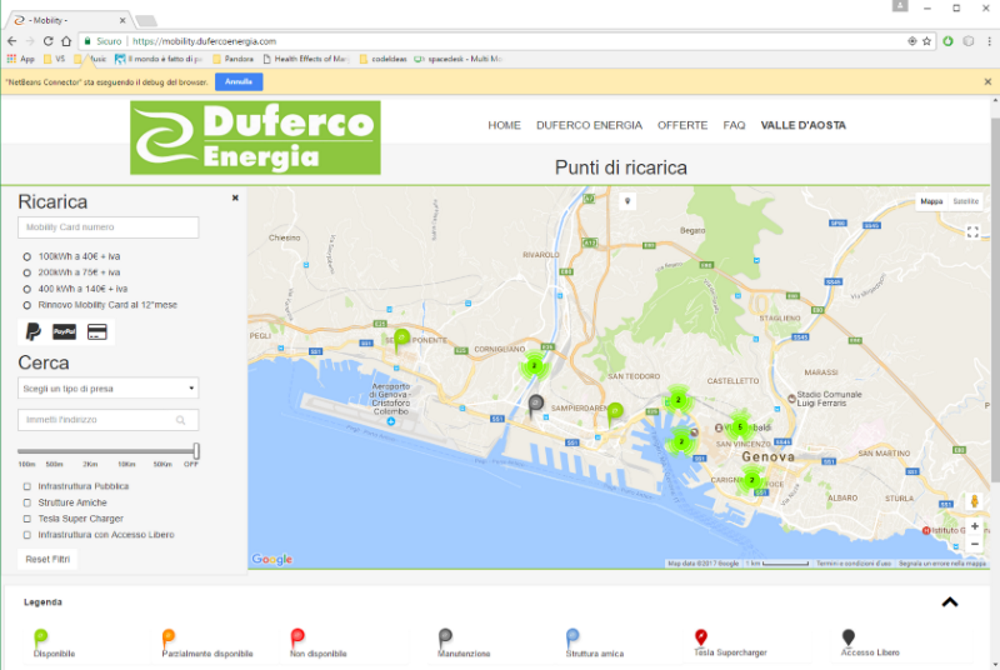 - Mobility -
Sicuro | https://mobility.dufercoenergia.com
App VS Music Il mondo è fatto di pe Pandora Health Effects of Mar codeIdeas spacedesk - Multi Mo
"NetBeans Connector" sta eseguendo il debug del browser. Annulla
Duferco
Energia
HOME DUFERCO ENERGIA OFFERTE FAQ VALLE D'AOSTA
Punti di ricarica
Ricarica
Mobility Card numero
100kWh a 40€ + iva
200kWh a 75€ + iva
400 kWh a 140€ + iva
Rinnovo Mobility Card al 12°mese
PayPal
Cerca
Scegli un tipo di presa
Immetti l'indirizzo
100m 500m 2Km 10Km 50Km OFF
Infrastruttura Pubblica
Strutture Amiche
Tesla Super Charger
Infrastruttura con Accesso Libero
Reset Filtri
Mappa Satellite
Chiesino
Begato
RIVAROLO
STAGLIENO
PEGLI
PONENTE
CORNIGLIANO
MARASSI
SAN TEODORO
CASTELLETTO
Aeroporto
di Genova -
Cristoforo
Colombo
SAMPIERDARENA
Stadio Comunale
Luigi Ferraris
SAN VINCENZO
Genova
SAN MARTINO
CARIGNANO
FOCE
ALBARO
STURLA
Istituto G
2
2
5
2
2
Google
Map data ©2017 Google 1 km Termini e condizioni d'uso Segnala un errore nella mappa
Legenda
Disponibile
Parzialmente disponibile
Non disponibile
Manutenzione
Struttura amica
Tesla Supercharger
Accesso Libero